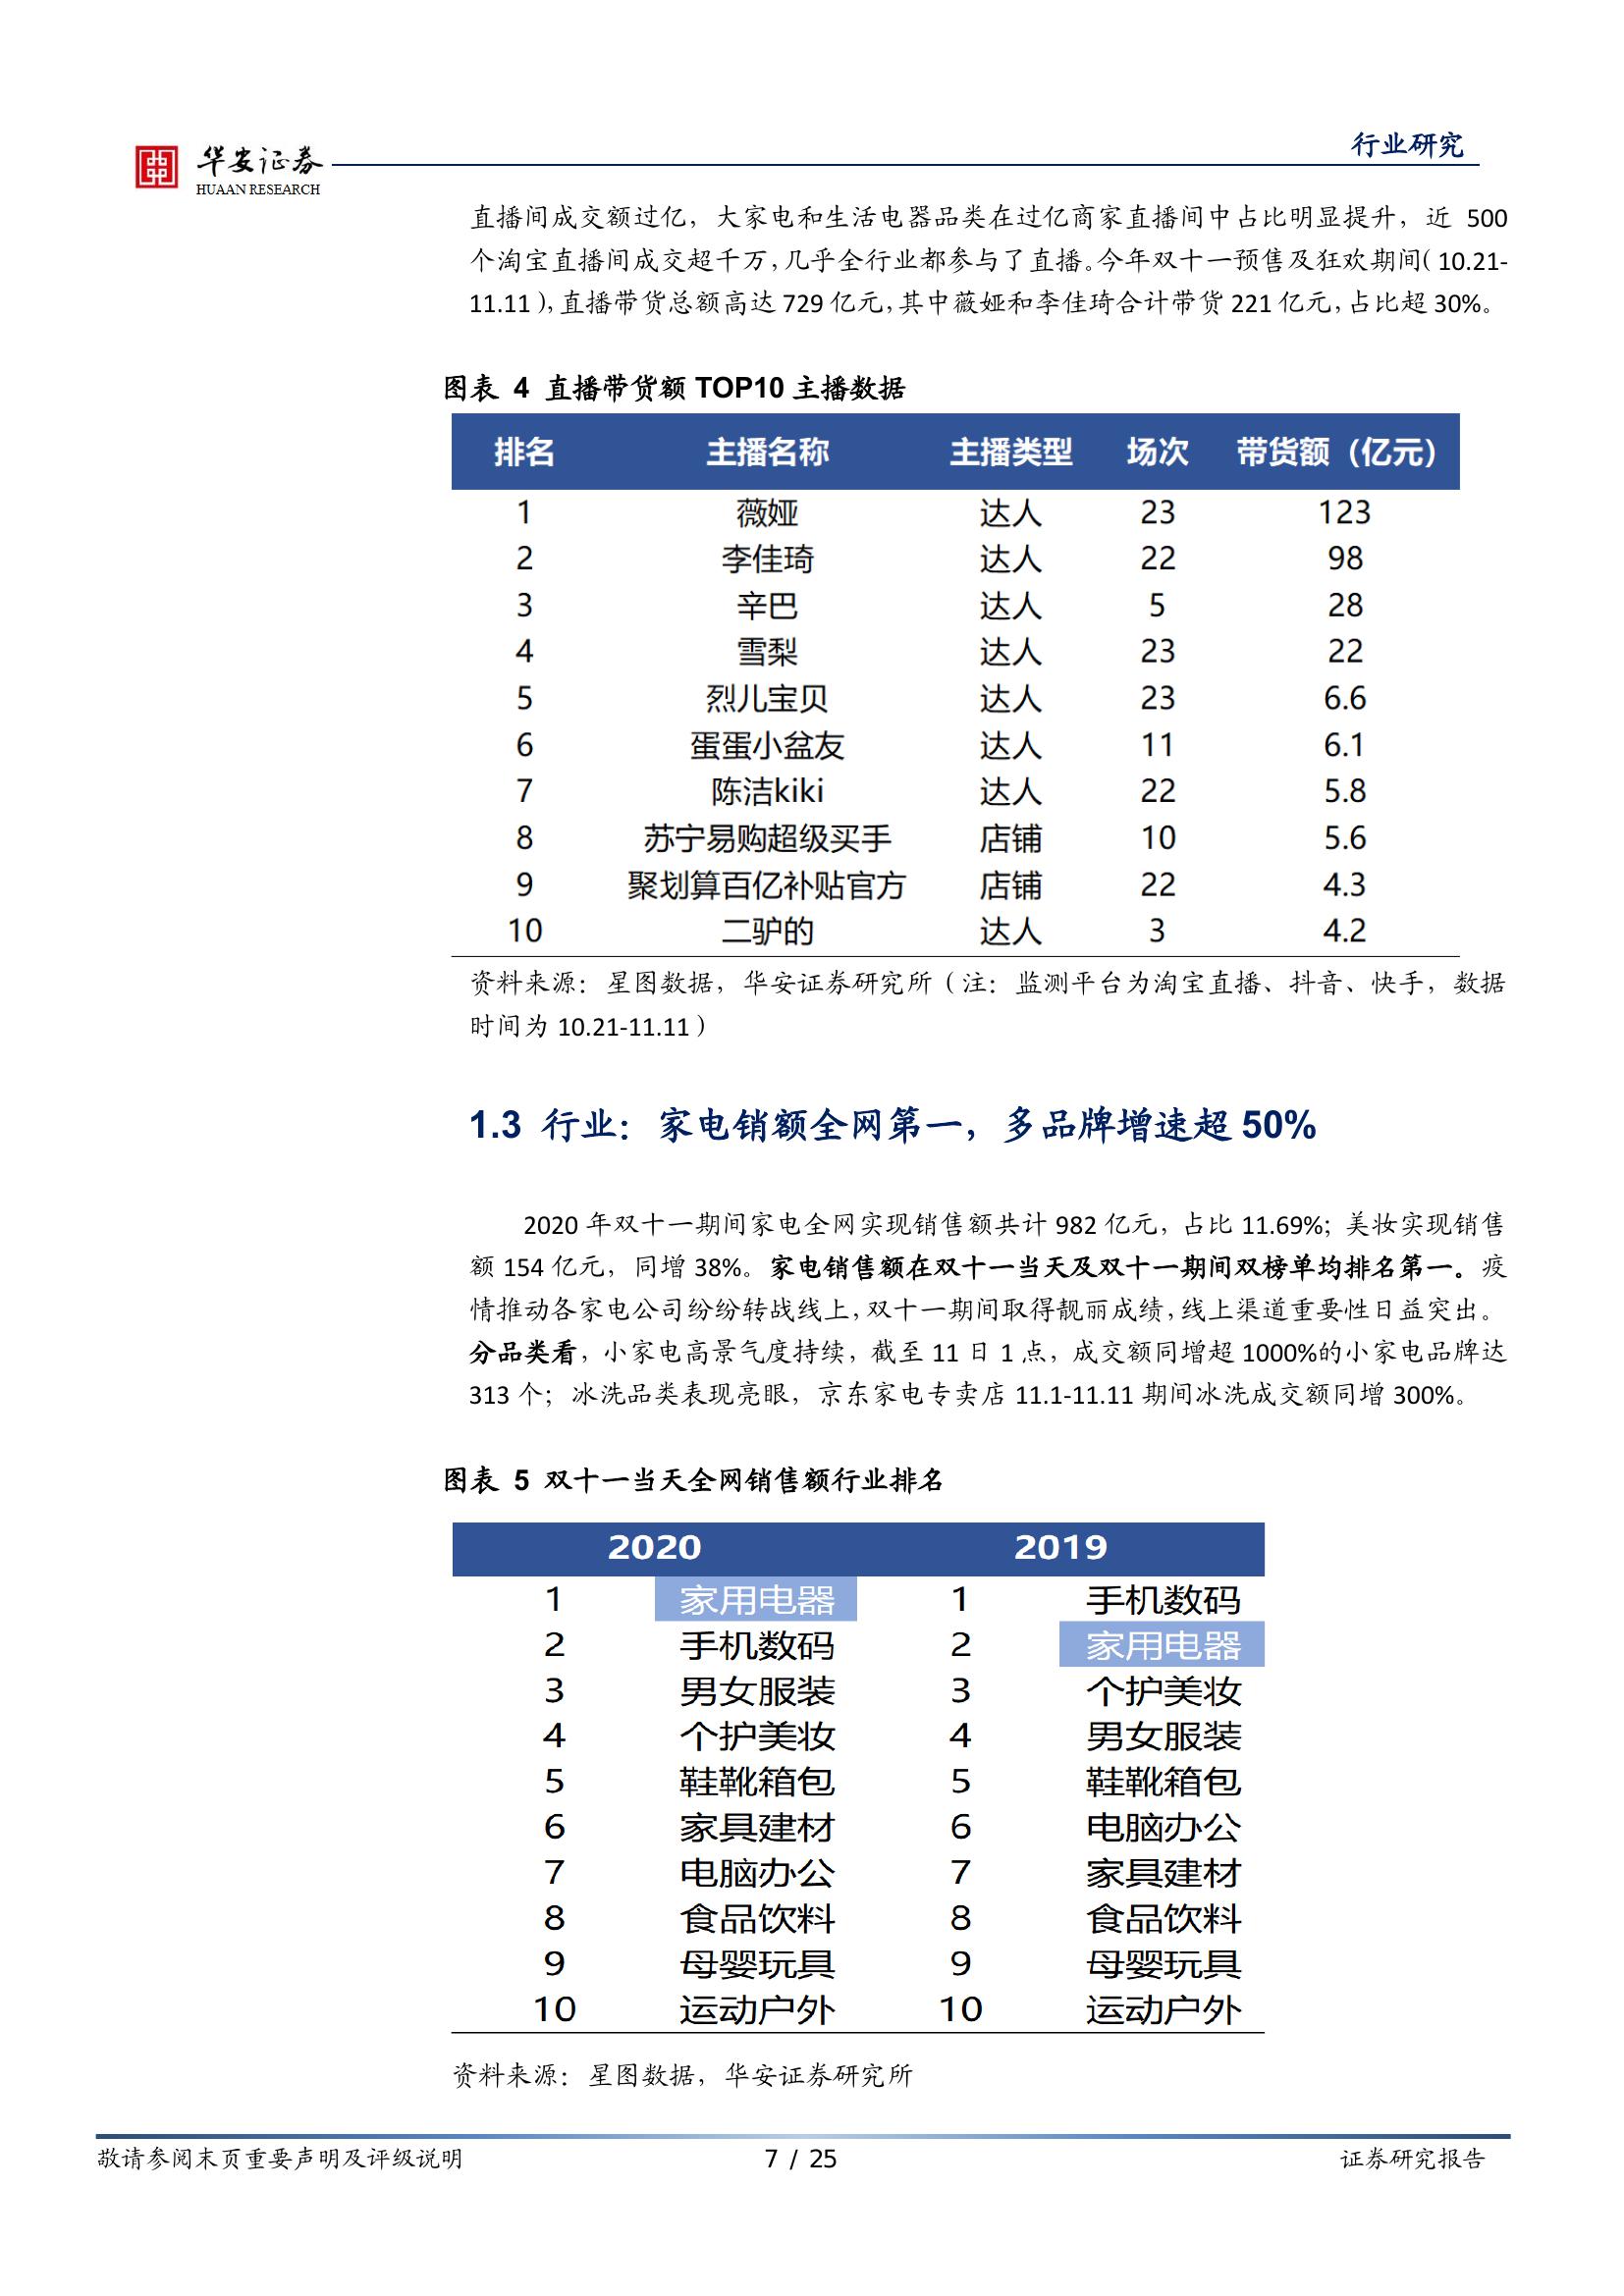 华安证券
HUAAN RESEARCH
行业研究
直播间成交额过亿，大家电和生活电器品类在过亿商家直播间中占比明显提升，近 500
个淘宝直播间成交超千万，几乎全行业都参与了直播。今年双十一预售及狂欢期间（10.21-
11.11），直播带货总额高达 729 亿元，其中薇娅和李佳琦合计带货 221 亿元，占比超 30%。
图表 4 直播带货额 TOP10 主播数据
排名 主播名称 主播类型 场次 带货额（亿元）
1 薇娅 达人 23 123
2 李佳琦 达人 22 98
3 辛巴 达人 5 28
4 雪梨 达人 23 22
5 烈儿宝贝 达人 23 6.6
6 蛋蛋小盆友 达人 11 6.1
7 陈洁kiki 达人 22 5.8
8 苏宁易购超级买手 店铺 10 5.6
9 聚划算百亿补贴官方 店铺 22 4.3
10 二驴的 达人 3 4.2
资料来源：星图数据，华安证券研究所（注：监测平台为淘宝直播、抖音、快手，数据
时间为 10.21-11.11）
1.3 行业：家电销额全网第一，多品牌增速超 50%
2020 年双十一期间家电全网实现销售额共计 982 亿元，占比 11.69%；美妆实现销售
额 154 亿元，同增 38%。家电销售额在双十一当天及双十一期间双榜单均排名第一。疫
情推动各家电公司纷纷转战线上，双十一期间取得靓丽成绩，线上渠道重要性日益突出。
分品类看，小家电高景气度持续，截至 11 日 1 点，成交额同增超 1000%的小家电品牌达
313 个；冰洗品类表现亮眼，京东家电专卖店 11.1-11.11 期间冰洗成交额同增 300%。
图表 5 双十一当天全网销售额行业排名
2020 2019
1 家用电器 1 手机数码
2 手机数码 2 家用电器
3 男女服装 3 个护美妆
4 个护美妆 4 男女服装
5 鞋靴箱包 5 鞋靴箱包
6 家具建材 6 电脑办公
7 电脑办公 7 家具建材
8 食品饮料 8 食品饮料
9 母婴玩具 9 母婴玩具
10 运动户外 10 运动户外
资料来源：星图数据，华安证券研究所
敬请参阅末页重要声明及评级说明 7 / 25 证券研究报告